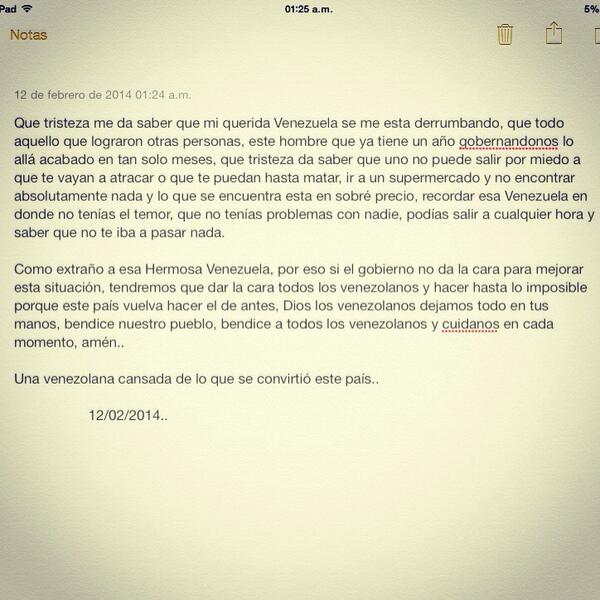 Pad 01:25 a.m. 5%
Notas
12 de febrero de 2014 01:24 a.m.
Que tristeza me da saber que mi querida Venezuela se me esta derrumbando, que todo
aquello que lograron otras personas, este hombre que ya tiene un año gobernandonos lo
allá acabado en tan solo meses, que tristeza da saber que uno no puede salir por miedo a
que te vayan a atracar o que te puedan hasta matar, ir a un supermercado y no encontrar
absolutamente nada y lo que se encuentra esta en sobré precio, recordar esa Venezuela en
donde no tenías el temor, que no tenías problemas con nadie, podías salir a cualquier hora y
saber que no te iba a pasar nada.
Como extraño a esa Hermosa Venezuela, por eso si el gobierno no da la cara para mejorar
esta situación, tendremos que dar la cara todos los venezolanos y hacer hasta lo imposible
porque este país vuelva hacer el de antes, Dios los venezolanos dejamos todo en tus
manos, bendice nuestro pueblo, bendice a todos los venezolanos y cuidanos en cada
momento, amén..
Una venezolana cansada de lo que se convirtió este país..
12/02/2014..